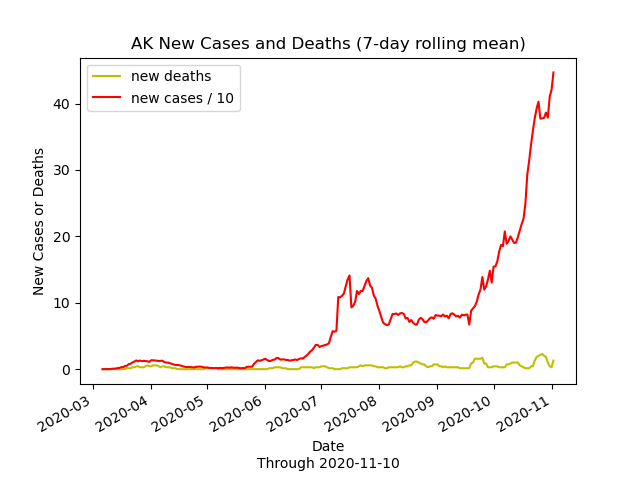 AK New Cases and Deaths (7-day rolling mean)
new deaths
new cases / 10
New Cases or Deaths
40
30
20
10
0
2020-03
2020-04
2020-05
2020-06
2020-07
2020-08
2020-09
2020-10
2020-11
Date
Through 2020-11-10